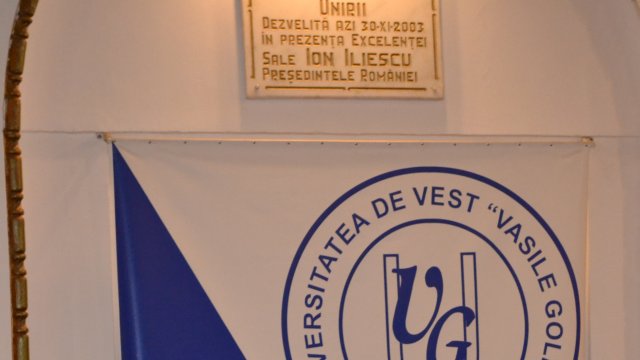 UNIRII
DEZVELITĂ AZI 30·XI·2003
ÎN PREZENȚA EXCELENȚEI
SALE ION ILIESCU
PREȘEDINTELE ROMÂNIEI
VERSITATEA DE VEST "VASILE GOL
VG